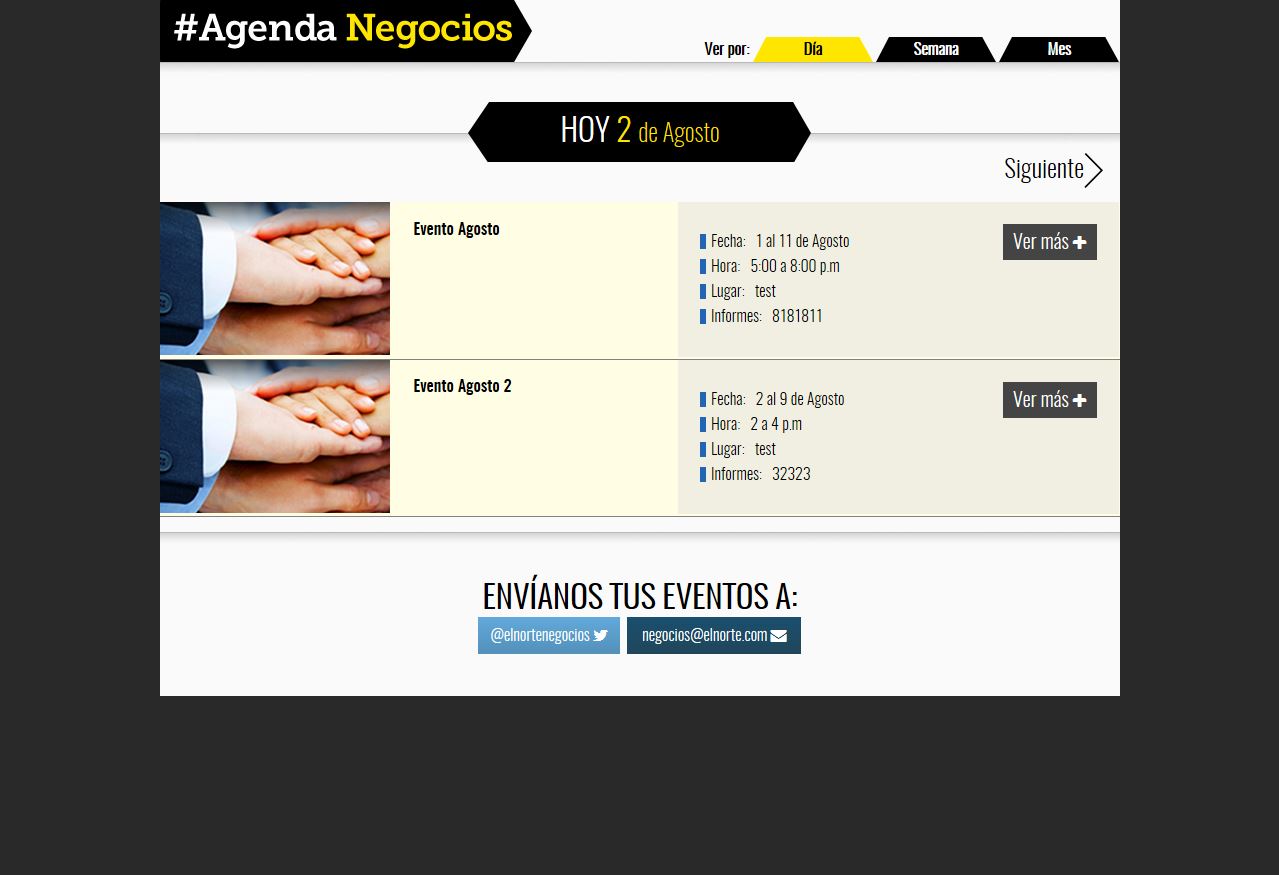 #Agenda Negocios
Ver por: Día Semana Mes
HOY 2 de Agosto
Siguiente
Evento Agosto
Fecha: 1 al 11 de Agosto
Hora: 5:00 a 8:00 p.m
Lugar: test
Informes: 8181811
Ver más
Evento Agosto 2
Fecha: 2 al 9 de Agosto
Hora: 2 a 4 p.m
Lugar: test
Informes: 32323
Ver más
ENVÍANOS TUS EVENTOS A:
@elnortenegocios negocios@elnorte.com